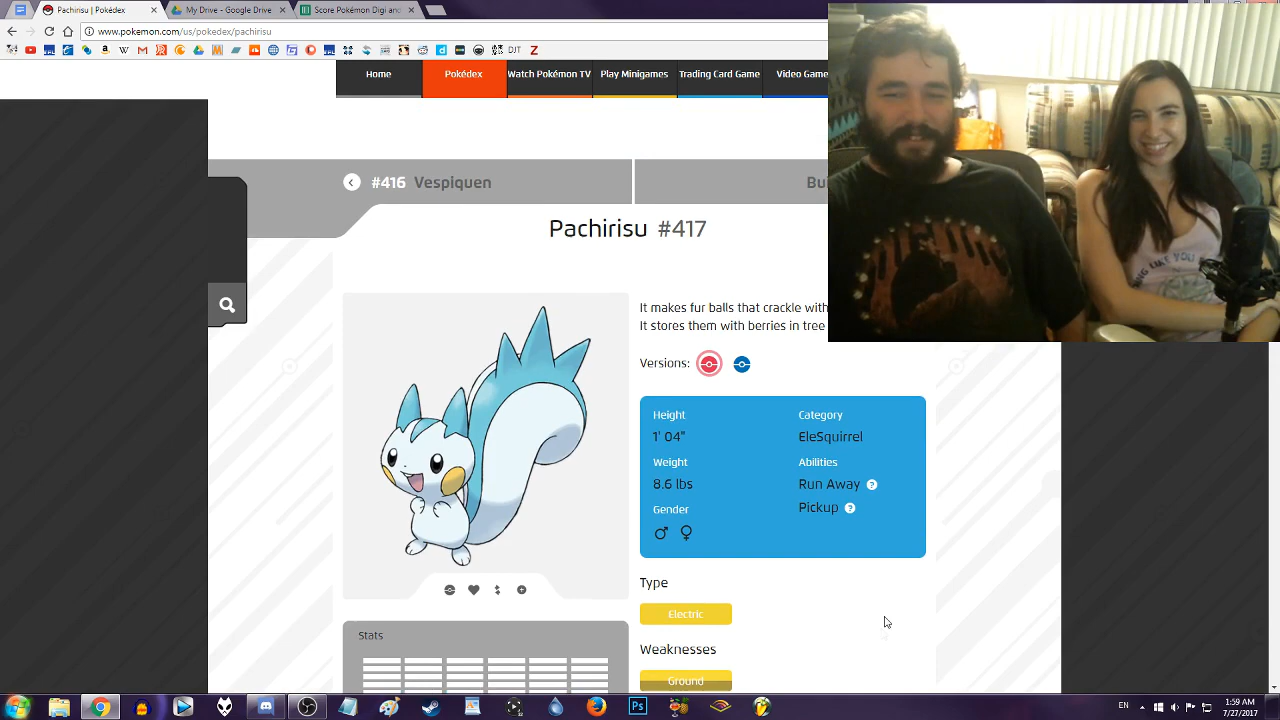 Pachirisu | Pokédex
My Drive - Google Drive
Score Pokémon Digi and
www.pokemon.com/us/pokedex/pachirisu
DJT
Home
Pokédex
Watch Pokémon TV
Play Minigames
Trading Card Game
Video Game
#416 Vespiquen
Pachirisu #417
It makes fur balls that crackle with
It stores them with berries in tree
Versions:
Height
1' 04"
Weight
8.6 lbs
Gender
Category
EleSquirrel
Abilities
Run Away
Pickup
Type
Electric
Weaknesses
Ground
Stats
EN
1:59 AM
7/27/2017